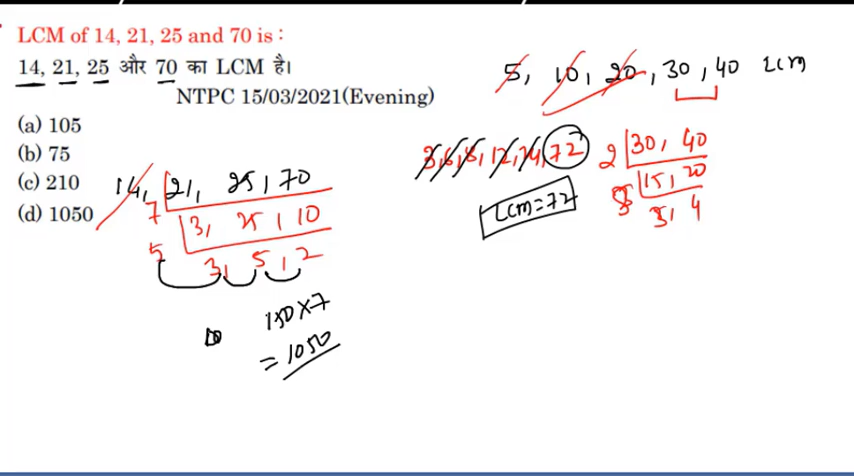 LCM of 14, 21, 25 and 70 is :
14, 21, 25 और 70 का LCM है।
NTPC 15/03/2021(Evening)
(a) 105
(b) 75
(c) 210
(d) 1050
14, 21, 25, 70
7 3, 25, 10
5 3, 5, 2
150×7
=1050
5, 10, 20, 30, 40 LCM
3,6,8,12,24,72
LCM=72
2 30, 40
5 15, 20
3, 4